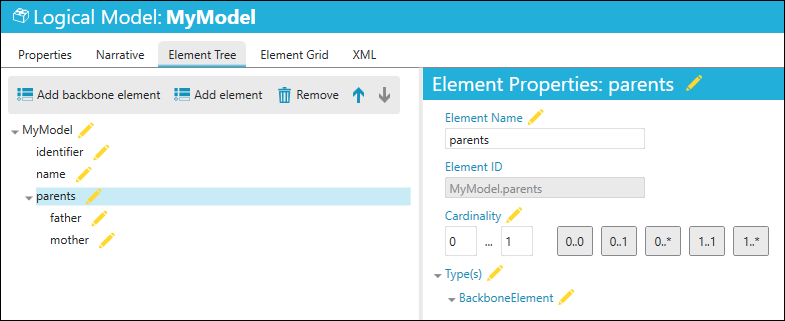 Logical Model: MyModel
Properties Narrative Element Tree Element Grid XML
Add backbone element Add element Remove
MyModel
identifier
name
parents
father
mother
Element Properties: parents
Element Name
parents
Element ID
MyModel.parents
Cardinality
0 ... 1 0..0 0..1 0..* 1..1 1..*
Type(s)
BackboneElement